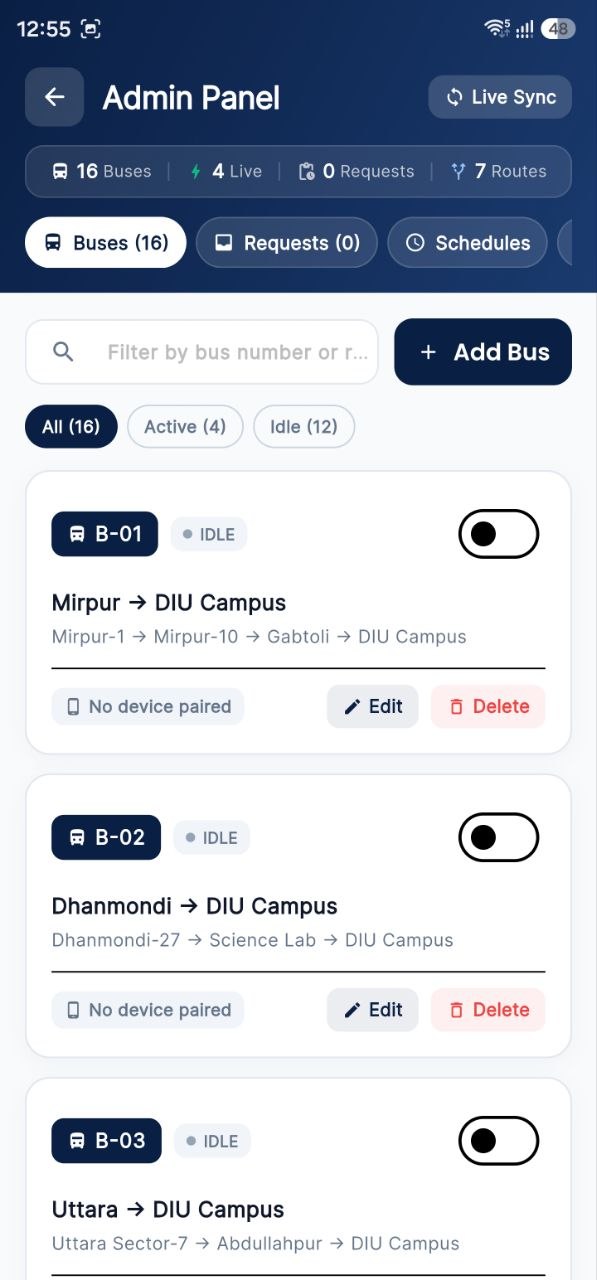 12:55
5
48
Admin Panel
Live Sync
16 Buses
4 Live
0 Requests
7 Routes
Buses (16)
Requests (0)
Schedules
Filter by bus number or r...
+ Add Bus
All (16)
Active (4)
Idle (12)
B-01
IDLE
Mirpur → DIU Campus
Mirpur-1 → Mirpur-10 → Gabtoli → DIU Campus
No device paired
Edit
Delete
B-02
IDLE
Dhanmondi → DIU Campus
Dhanmondi-27 → Science Lab → DIU Campus
No device paired
Edit
Delete
B-03
IDLE
Uttara → DIU Campus
Uttara Sector-7 → Abdullahpur → DIU Campus